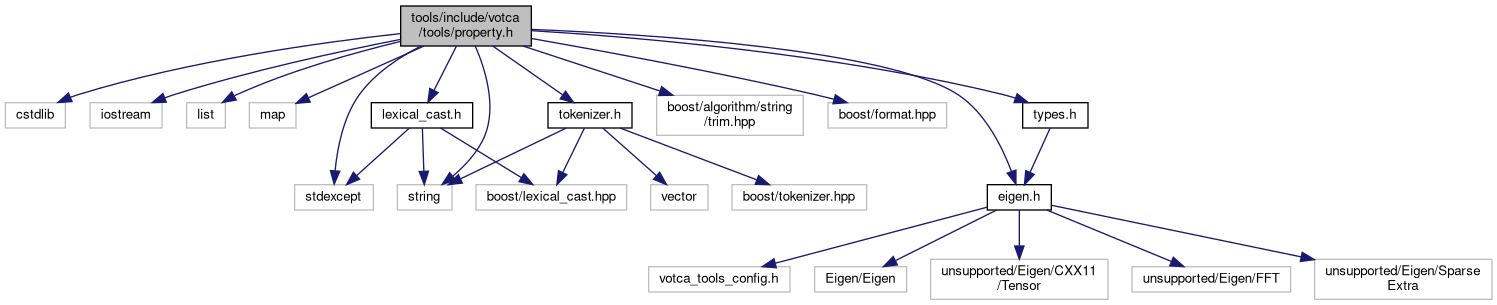 tools/include/votca
/tools/property.h
cstdlib
iostream
list
map
lexical_cast.h
tokenizer.h
boost/algorithm/string
/trim.hpp
boost/format.hpp
types.h
stdexcept
string
boost/lexical_cast.hpp
vector
boost/tokenizer.hpp
eigen.h
votca_tools_config.h
Eigen/Eigen
unsupported/Eigen/CXX11
/Tensor
unsupported/Eigen/FFT
unsupported/Eigen/Sparse
Extra